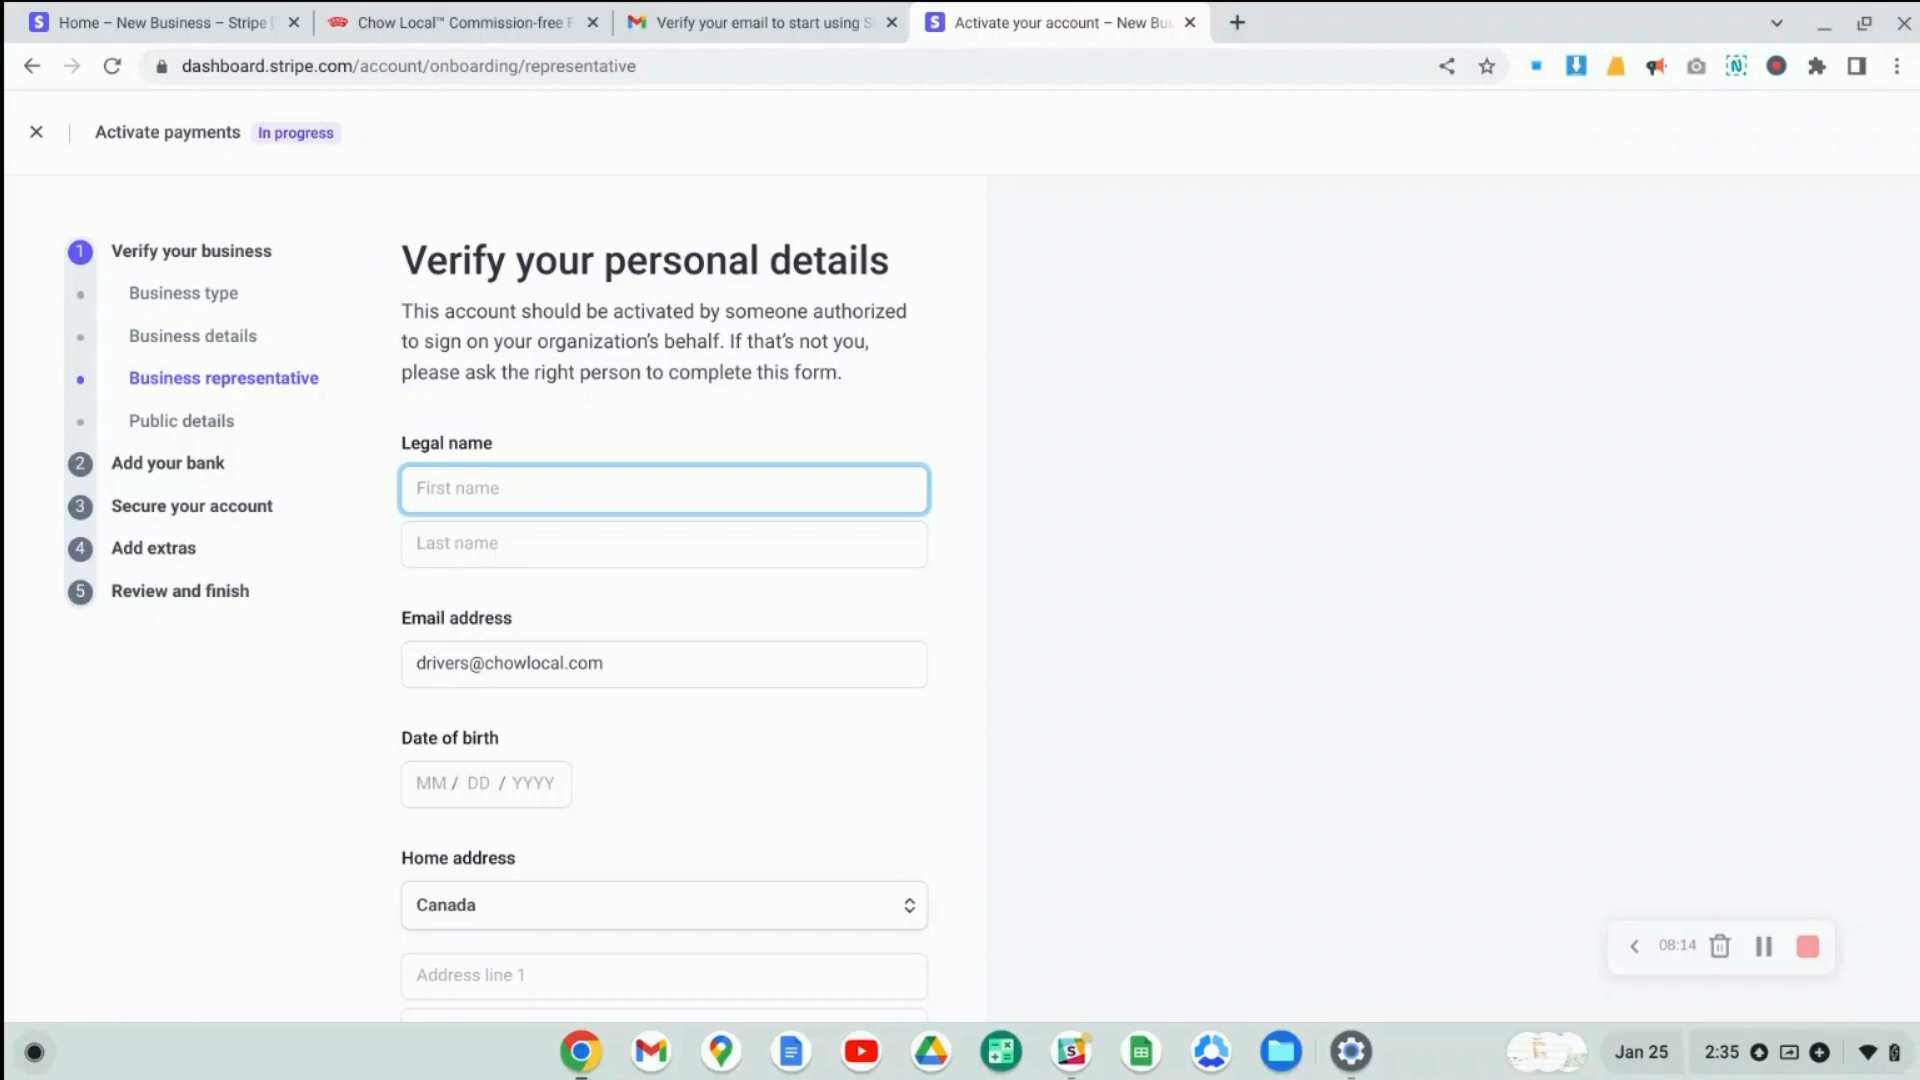 Home – New Business – Stripe
Chow Local™ Commission-free F
Verify your email to start using S
Activate your account – New Bu
dashboard.stripe.com/account/onboarding/representative
Activate payments
In progress
1
Verify your business
Business type
Business details
Business representative
Public details
2
Add your bank
3
Secure your account
4
Add extras
5
Review and finish
Verify your personal details
This account should be activated by someone authorized
to sign on your organization’s behalf. If that’s not you,
please ask the right person to complete this form.
Legal name
First name
Last name
Email address
drivers@chowlocal.com
Date of birth
MM / DD / YYYY
Home address
Canada
Address line 1
08:14
Jan 25
2:35